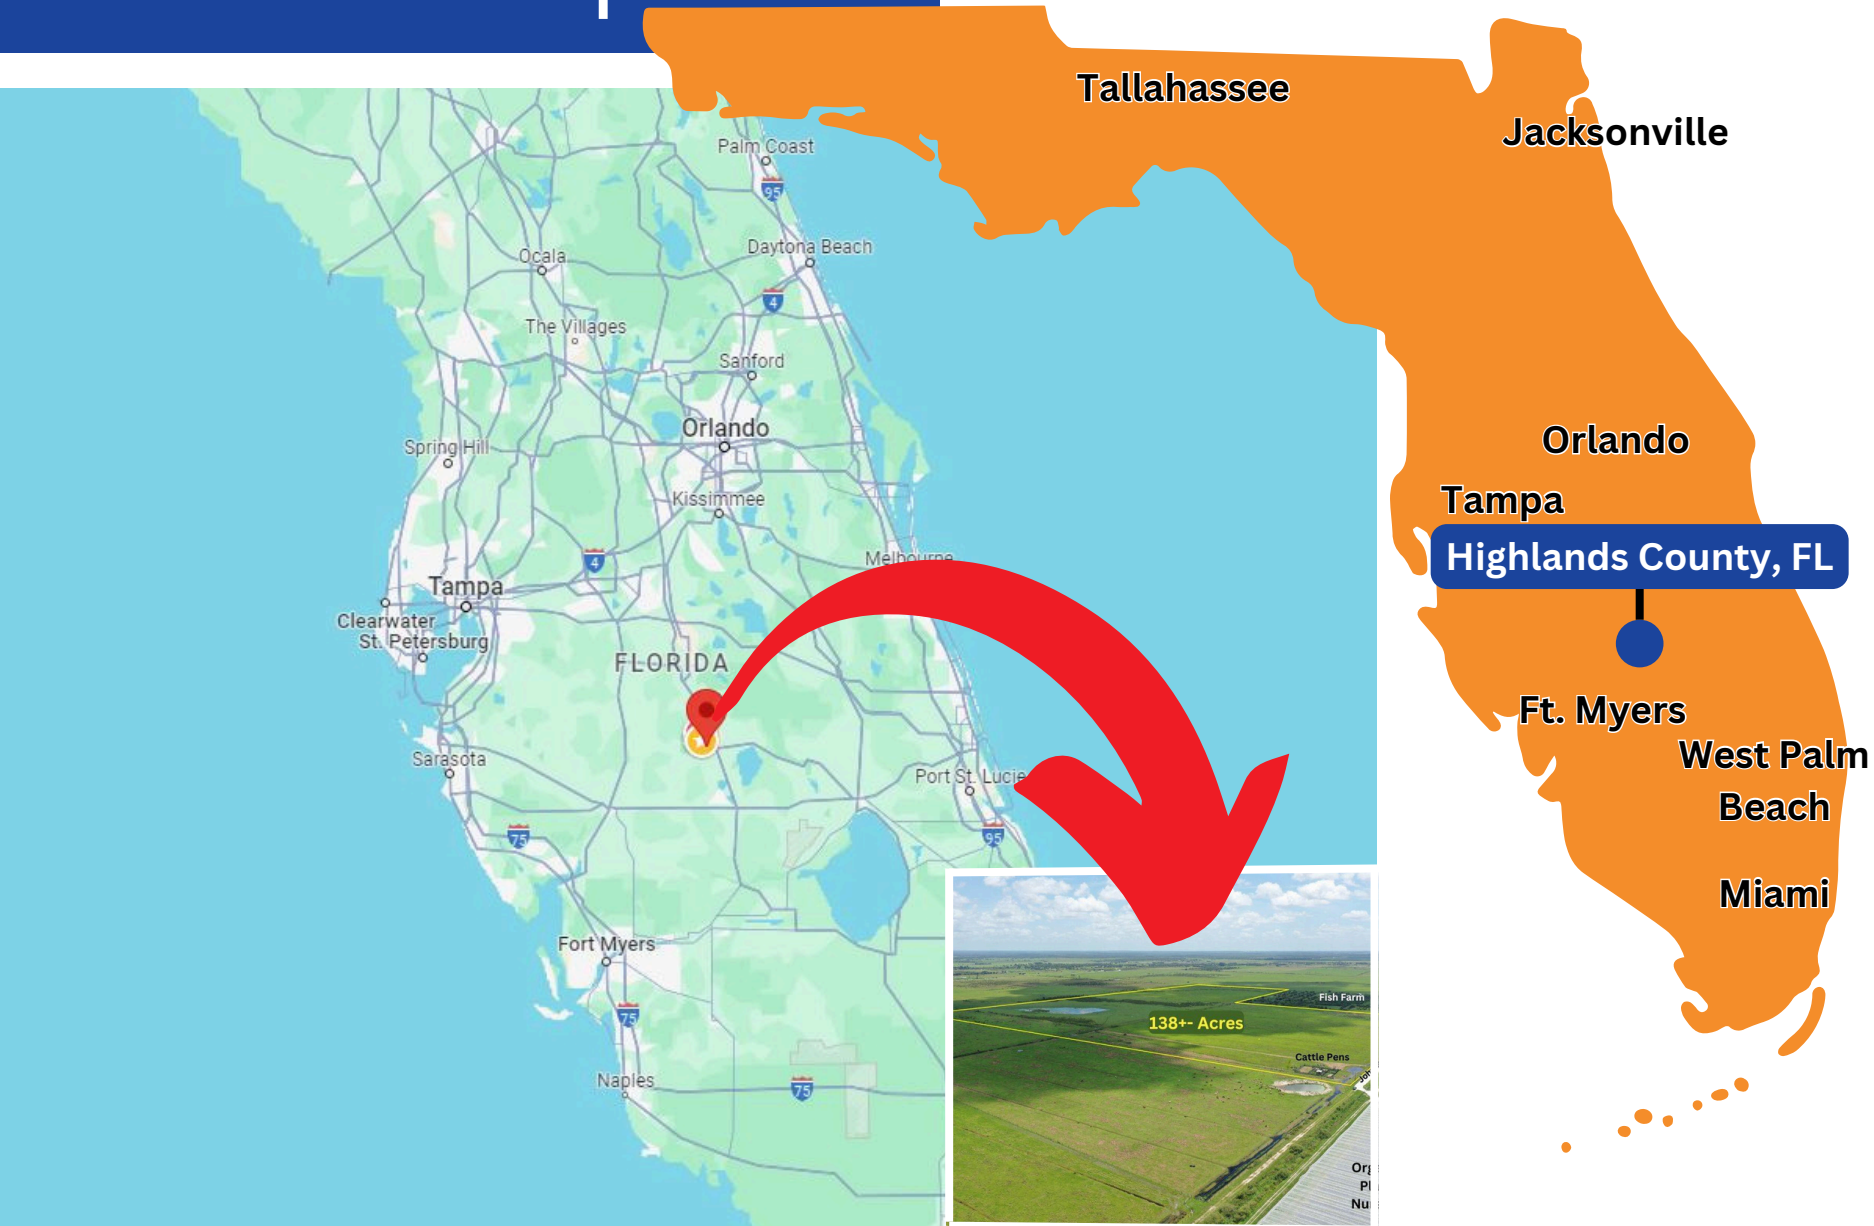 Tallahassee
Jacksonville
Orlando
Tampa
Highlands County, FL
Ft. Myers
West Palm
Beach
Miami
Palm Coast
95
Daytona Beach
Ocala
4
The Villages
Sanford
Orlando
Spring Hill
Kissimmee
Melbourne
4
Tampa
Clearwater
St. Petersburg
FLORIDA
Sarasota
Port St. Lucie
75
95
Fort Myers
75
Naples
75
Fish Farm
138+- Acres
Cattle Pens